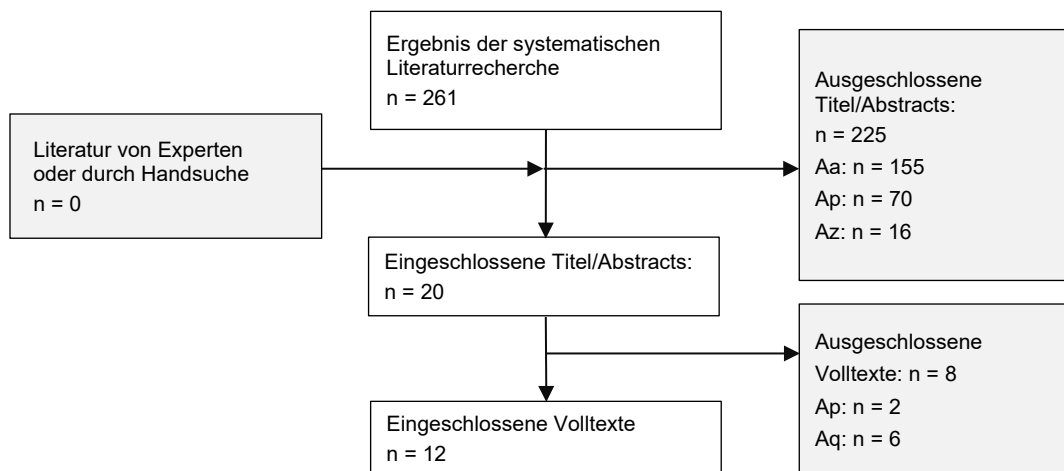 Ergebnis der systematischen
Literaturrecherche
n = 261
Literatur von Experten
oder durch Handsuche
n = 0
Ausgeschlossene
Titel/Abstracts:
n = 225
Aa: n = 155
Ap: n = 70
Az: n = 16
Eingeschlossene Titel/Abstracts:
n = 20
Ausgeschlossene
Volltexte: n = 8
Ap: n = 2
Aq: n = 6
Eingeschlossene Volltexte
n = 12